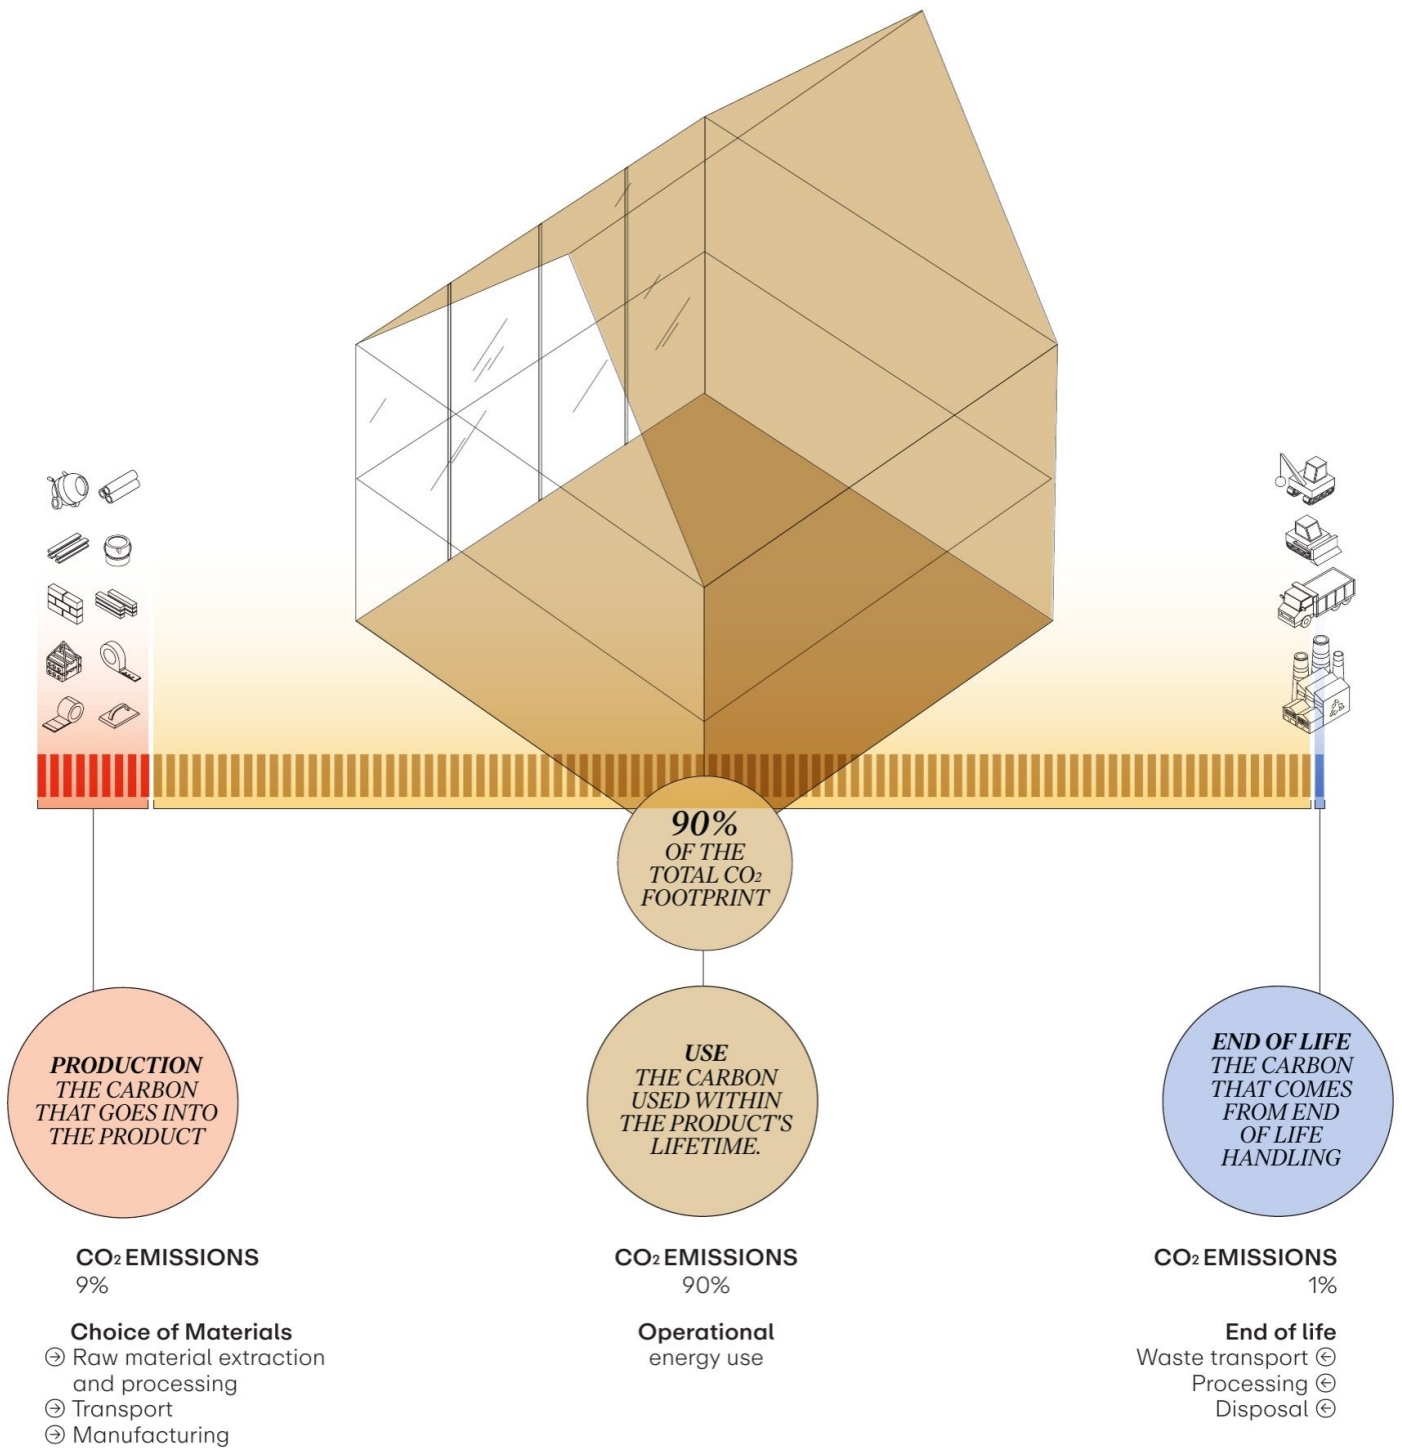 90%
OF THE
TOTAL CO₂
FOOTPRINT
PRODUCTION
THE CARBON
THAT GOES INTO
THE PRODUCT
USE
THE CARBON
USED WITHIN
THE PRODUCT'S
LIFETIME.
END OF LIFE
THE CARBON
THAT COMES
FROM END
OF LIFE
HANDLING
CO₂ EMISSIONS
9%
Choice of Materials
Raw material extraction
and processing
Transport
Manufacturing
CO₂ EMISSIONS
90%
Operational
energy use
CO₂ EMISSIONS
1%
End of life
Waste transport
Processing
Disposal